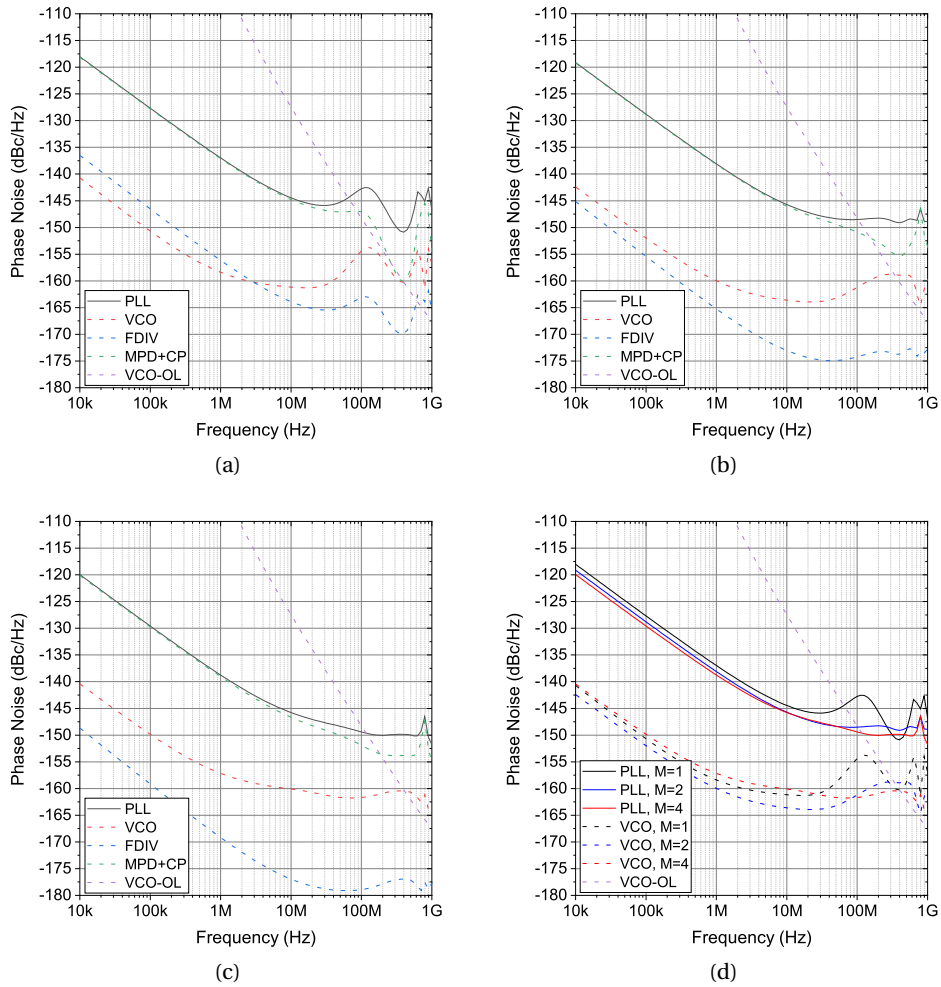 -110
-115
-120
-125
-130
-135
-140
-145
-150
-155
-160
-165
-170
-175
-180
Phase Noise (dBc/Hz)
PLL
VCO
FDIV
MPD+CP
VCO-OL
10k 100k 1M 10M 100M 1G
Frequency (Hz)
(a)
-110
-115
-120
-125
-130
-135
-140
-145
-150
-155
-160
-165
-170
-175
-180
Phase Noise (dBc/Hz)
PLL
VCO
FDIV
MPD+CP
VCO-OL
10k 100k 1M 10M 100M 1G
Frequency (Hz)
(b)
-110
-115
-120
-125
-130
-135
-140
-145
-150
-155
-160
-165
-170
-175
-180
Phase Noise (dBc/Hz)
PLL
VCO
FDIV
MPD+CP
VCO-OL
10k 100k 1M 10M 100M 1G
Frequency (Hz)
(c)
-110
-115
-120
-125
-130
-135
-140
-145
-150
-155
-160
-165
-170
-175
-180
Phase Noise (dBc/Hz)
PLL, M=1
PLL, M=2
PLL, M=4
VCO, M=1
VCO, M=2
VCO, M=4
VCO-OL
10k 100k 1M 10M 100M 1G
Frequency (Hz)
(d)